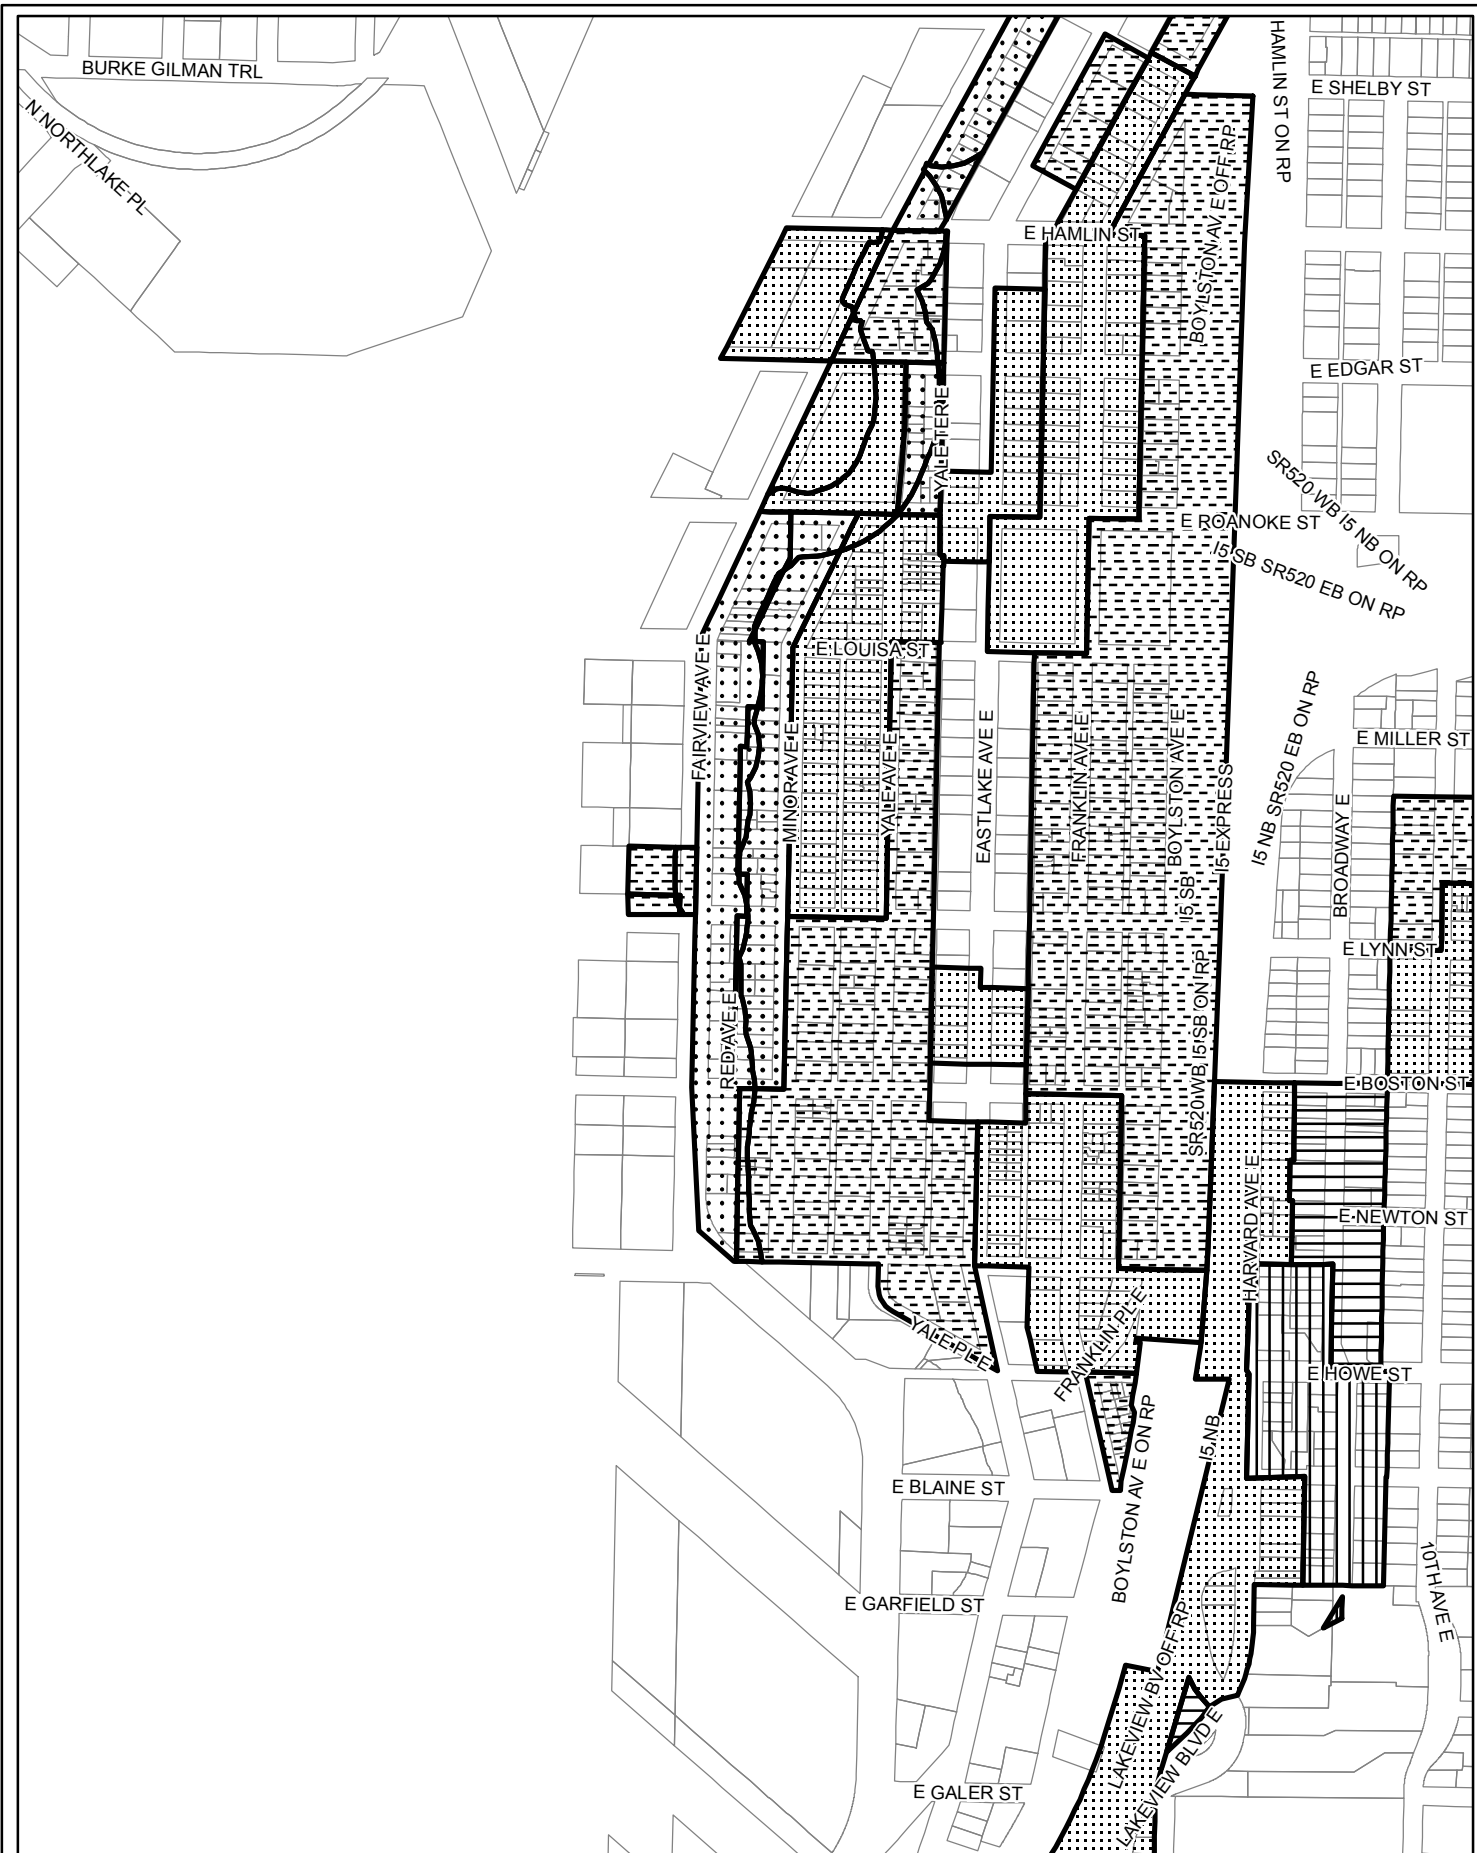 BURKE GILMAN TRL
N NORTHLAKE PL
HAMLIN ST ON RP
E SHELBY ST
BOYLSTON AV E OFF RP
E HAMLIN ST
E EDGAR ST
YALE TER E
SR520 WB I5 NB ON RP
E ROANOKE ST
I5 SB SR520 EB ON RP
E LOUISA ST
FAIRVIEW AVE E
MINOR AVE E
YALE AVE E
EASTLAKE AVE E
FRANKLIN AVE E
BOYLSTON AVE E
I5 EXPRESS
I5 NB SR520 EB ON RP
E MILLER ST
BROADWAY E
I5 SB
E LYNN ST
SR520 WB I5 SB ON RP
RED AVE E
E BOSTON ST
HARVARD AVE E
E NEWTON ST
YALE PL E
FRANKLIN PL E
E HOWE ST
BOYLSTON AV E ON RP
I5 NB
E BLAINE ST
10TH AVE E
E GARFIELD ST
LAKEVIEW BV OFF RP
LAKEVIEW BLVD E
E GALER ST